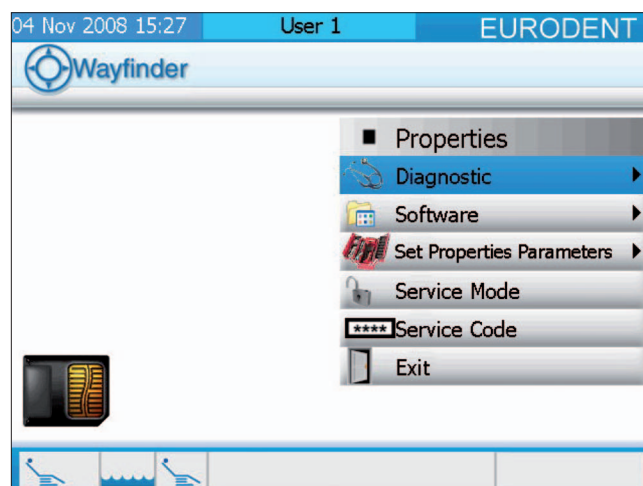 04 Nov 2008 15:27 User 1 EURODENT
Wayfinder
Properties
Diagnostic
Software
Set Properties Parameters
Service Mode
**** Service Code
Exit